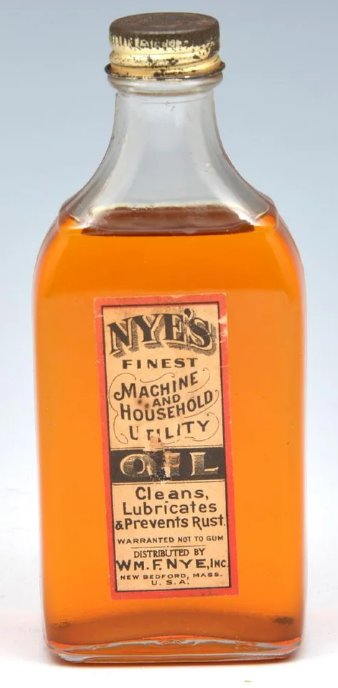 NYE'S
FINEST
MACHINE
AND
HOUSEHOLD
UTILITY
OIL
Cleans,
Lubricates
& Prevents Rust.
WARRANTED NOT TO GUM
DISTRIBUTED BY
WM. F. NYE, INC.
NEW BEDFORD, MASS.
U. S. A.